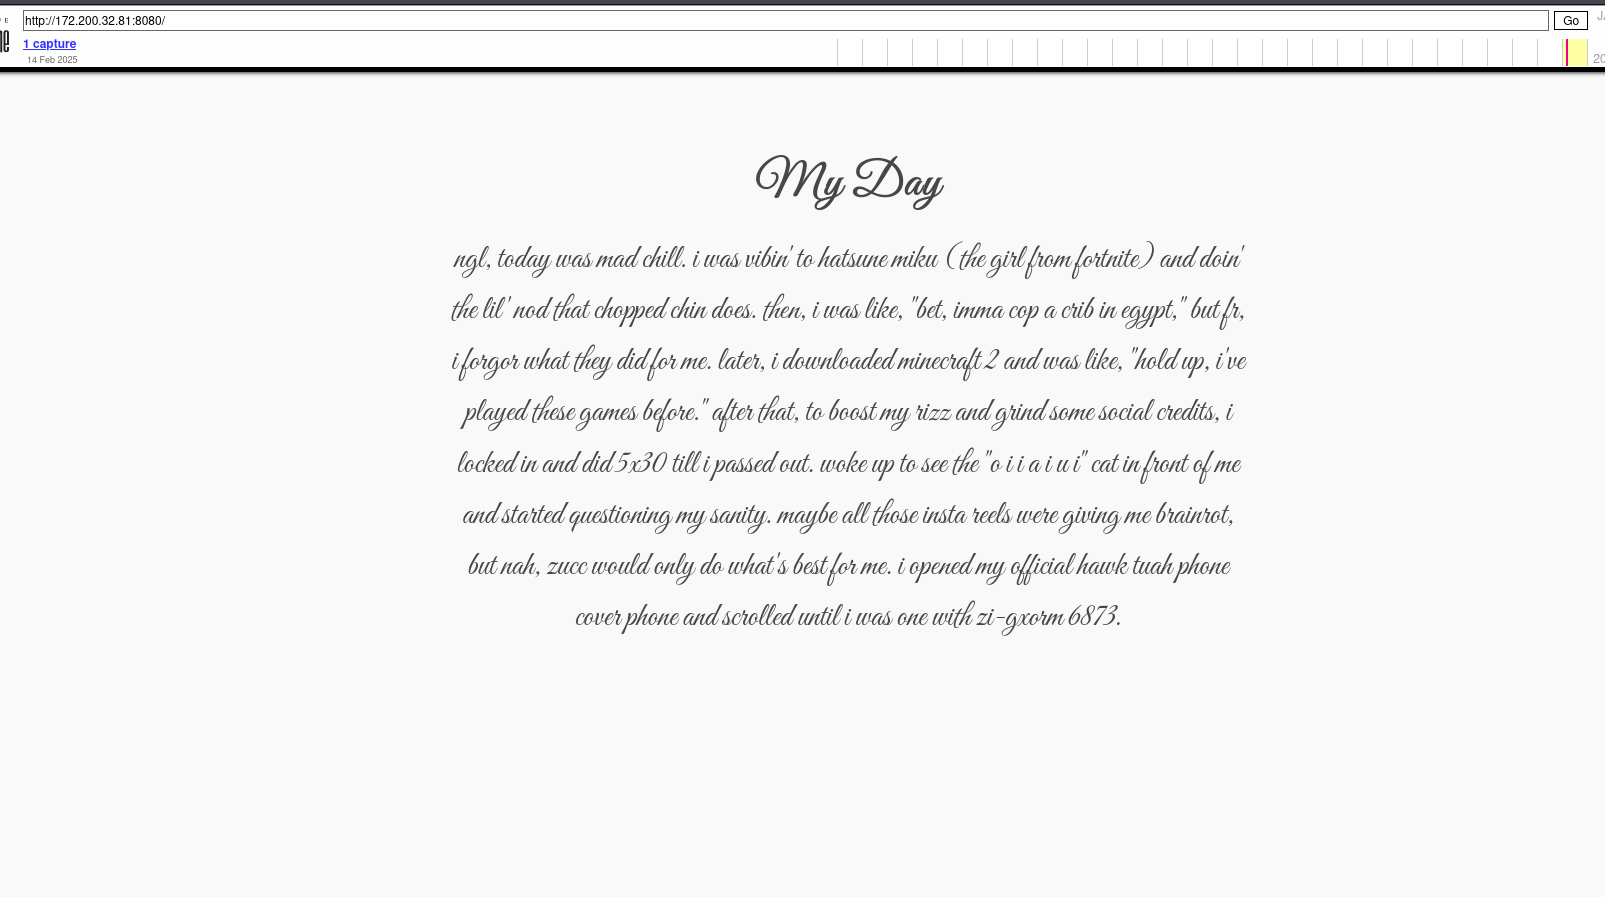 http://172.200.32.81:8080/
Go
1 capture
14 Feb 2025
My Day
ngl, today was mad chill. i was vibin' to hatsune miku (the girl from fortnite) and doin'
the lil' nod that chopped chin does. then, i was like, "bet, imma cop a crib in egypt," but fr,
i forgor what they did for me. later, i downloaded minecraft 2 and was like, "hold up, i've
played these games before." after that, to boost my rizz and grind some social credits, i
locked in and did 5x30 till i passed out. woke up to see the "o i i a i u i" cat in front of me
and started questioning my sanity. maybe all those insta reels were giving me brainrot,
but nah, zucc would only do what's best for me. i opened my official hawk tuah phone
cover phone and scrolled until i was one with zi-gxorm 6873.